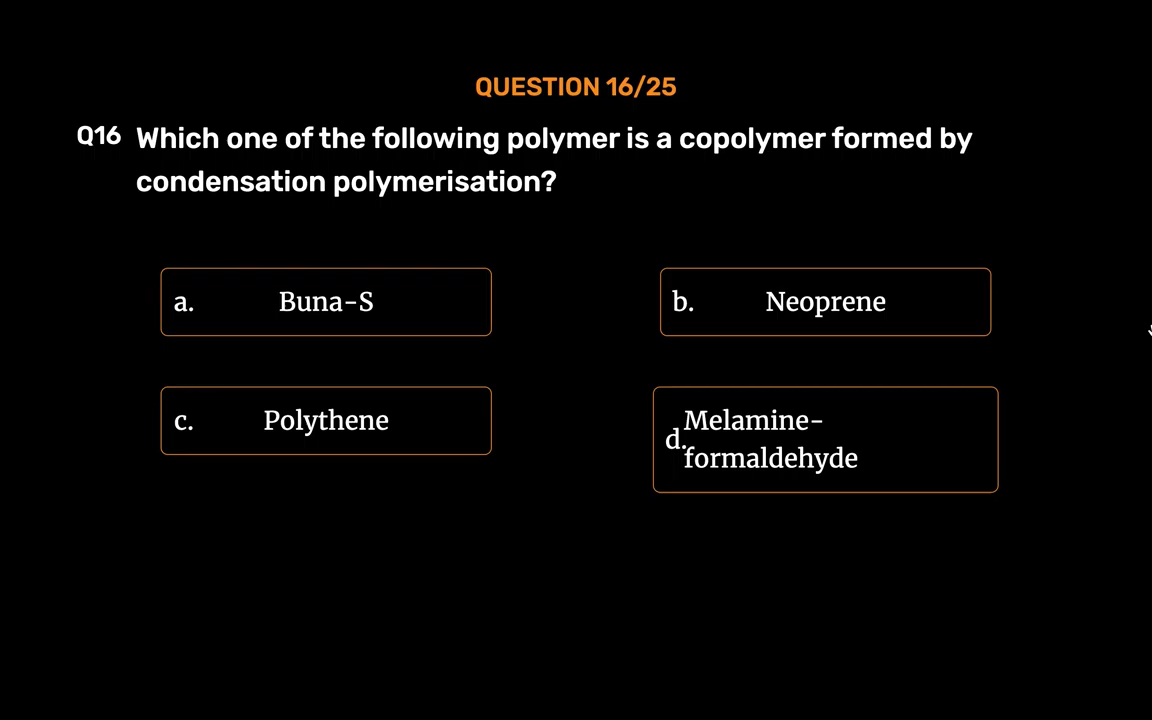 QUESTION 16/25
Q16 Which one of the following polymer is a copolymer formed by
condensation polymerisation?
a. Buna-S
b. Neoprene
c. Polythene
d. Melamine-
formaldehyde